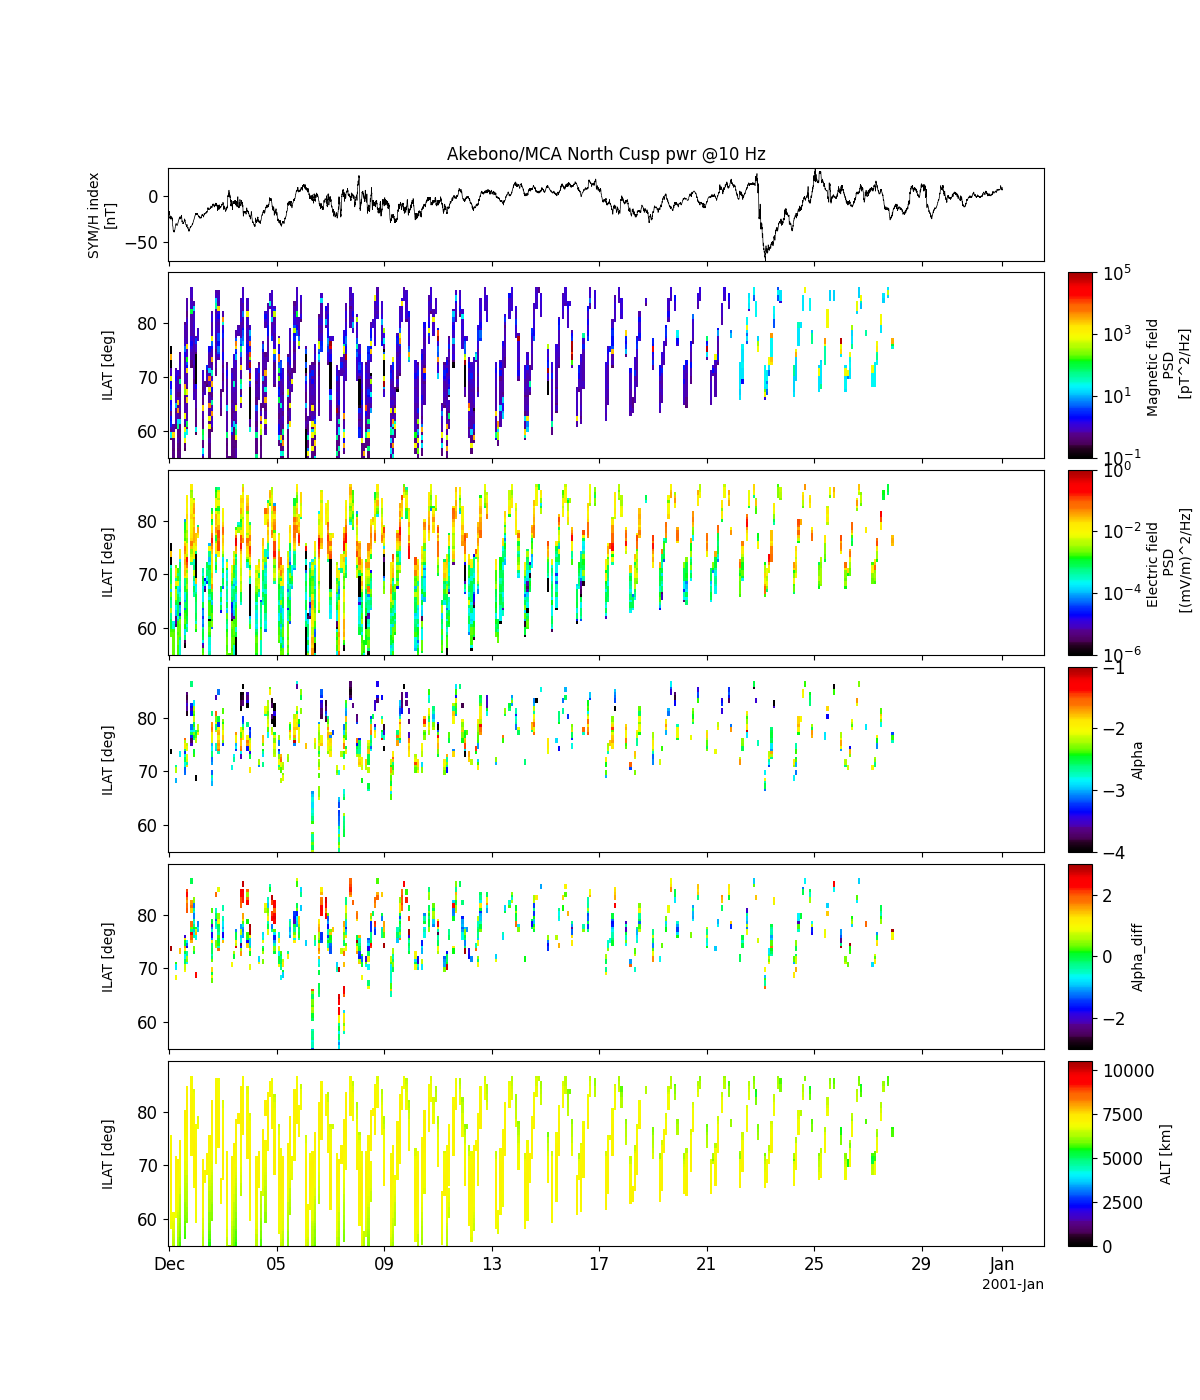 Akebono/MCA North Cusp pwr @10 Hz
SYM/H index
[nT]
0
−50
ILAT [deg]
80
70
60
10^5
10^3
10^1
10^−1
Magnetic field
PSD
[pT^2/Hz]
ILAT [deg]
80
70
60
10^0
10^−2
10^−4
10^−6
Electric field
PSD
[(mV/m)^2/Hz]
ILAT [deg]
80
70
60
−1
−2
−3
−4
Alpha
ILAT [deg]
80
70
60
2
0
−2
Alpha_diff
ILAT [deg]
80
70
60
10000
7500
5000
2500
0
ALT [km]
Dec 05 09 13 17 21 25 29 Jan
2001-Jan